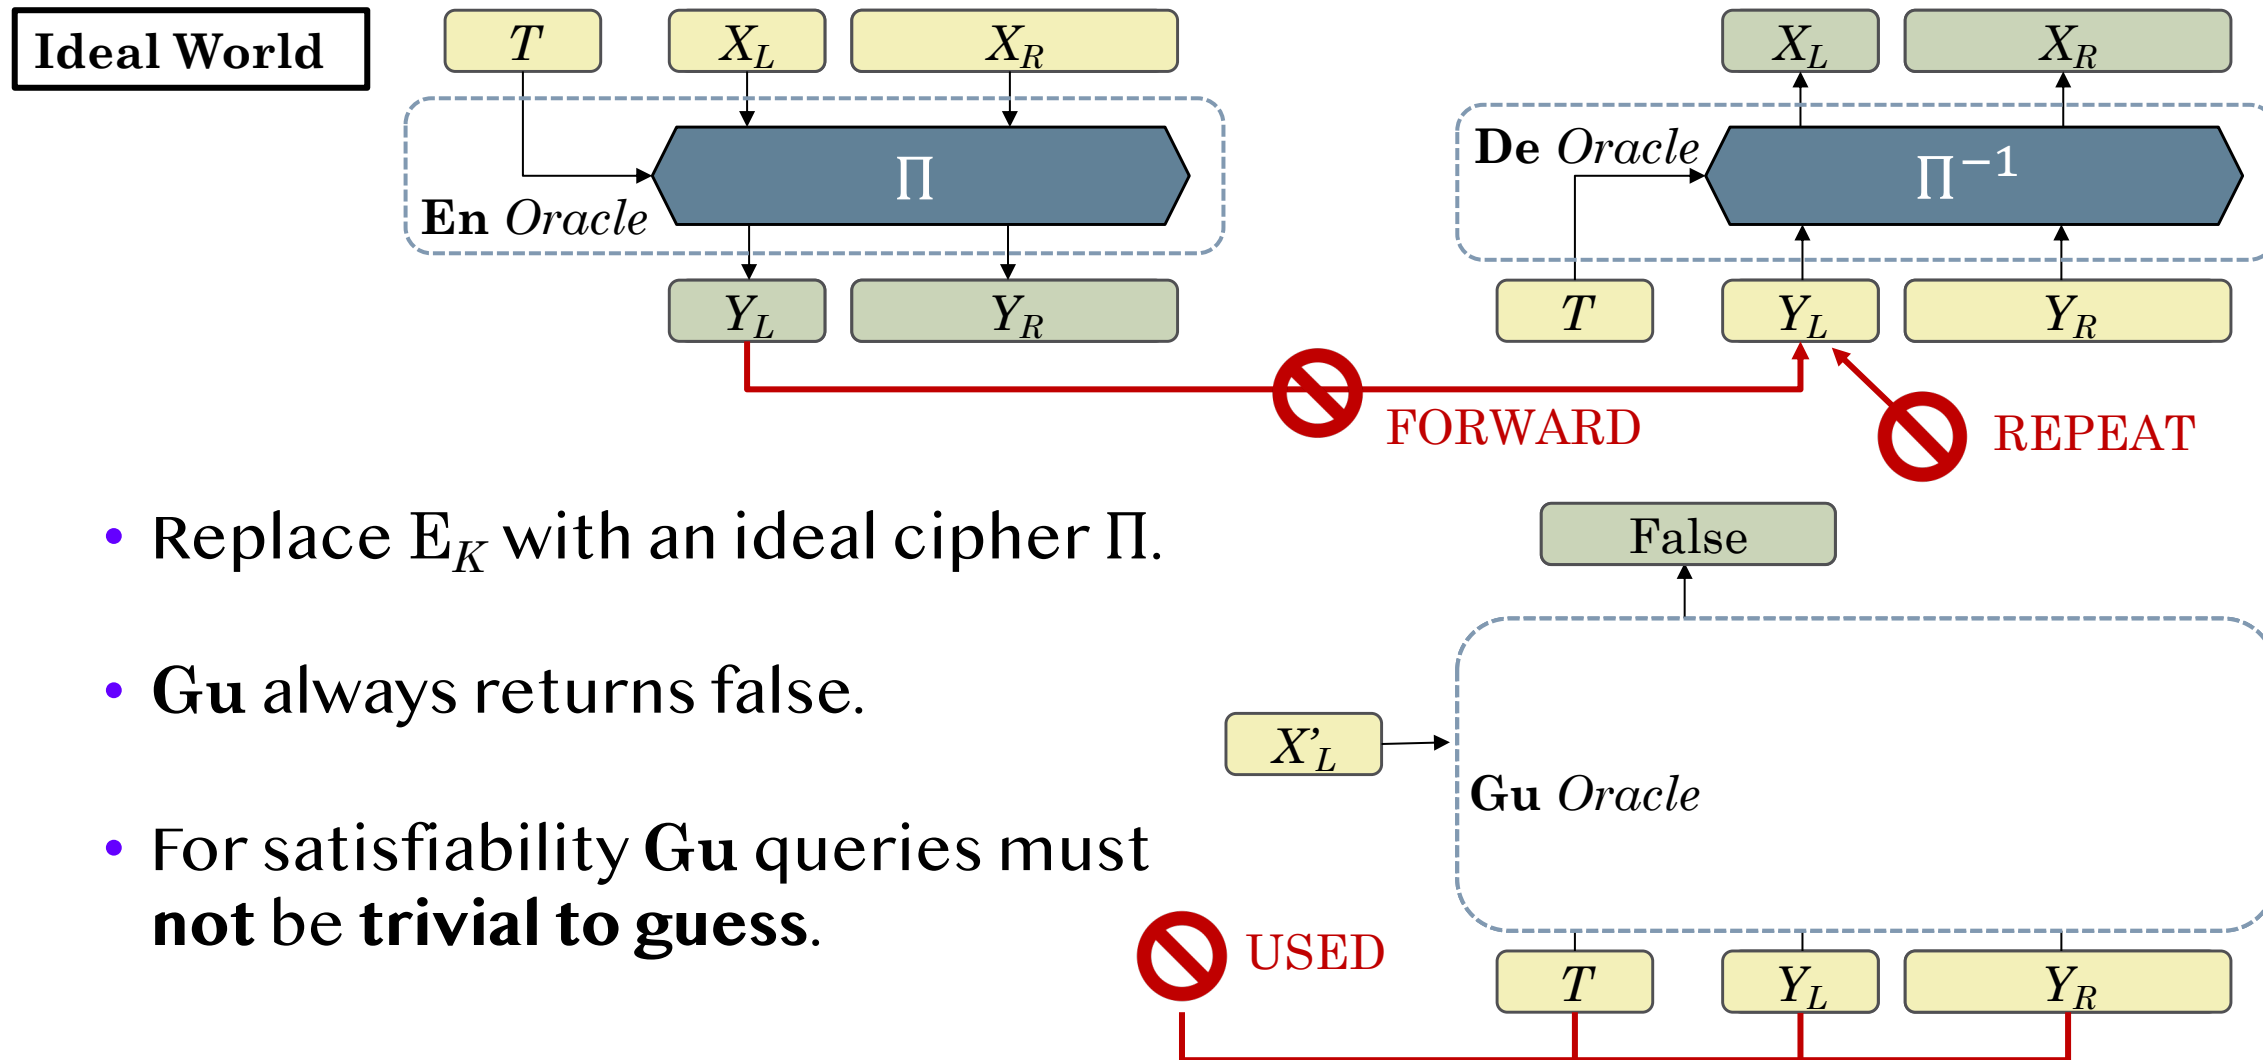 Ideal World
T X_L X_R
Π
En Oracle
Y_L Y_R
X_L X_R
De Oracle
Π⁻¹
T Y_L Y_R
FORWARD
REPEAT
• Replace E_K with an ideal cipher Π.
• Gu always returns false.
• For satisfiability Gu queries must
not be trivial to guess.
False
X’_L
Gu Oracle
USED
T Y_L Y_R